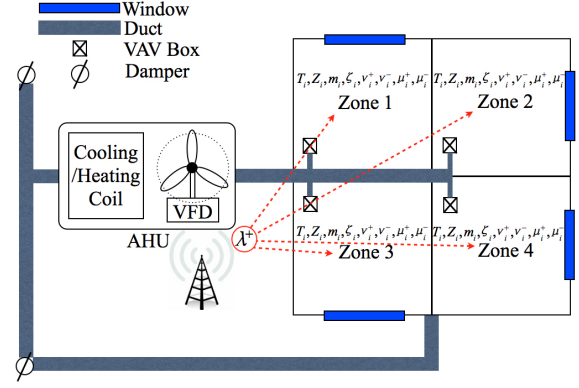 Window
Duct
VAV Box
Damper
T_i, Z_i, m_i, ζ_i, ν_i^+, ν_i^-, μ_i^+, μ_i^-
Zone 1
T_i, Z_i, m_i, ζ_i, ν_i^+, ν_i^-, μ_i^+, μ_i^-
Zone 2
Cooling
/Heating
Coil
VFD
AHU
λ^+
T_i, Z_i, m_i, ζ_i, ν_i^+, ν_i^-, μ_i^+, μ_i^-
Zone 3
T_i, Z_i, m_i, ζ_i, ν_i^+, ν_i^-, μ_i^+, μ_i^-
Zone 4